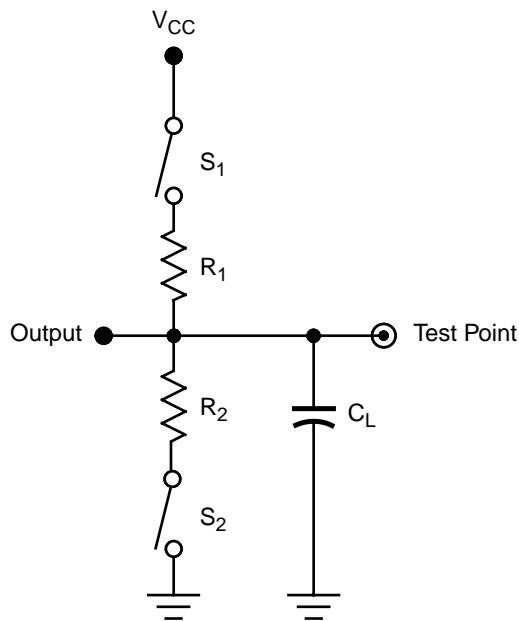 VCC
S1
R1
Output
Test Point
R2
CL
S2